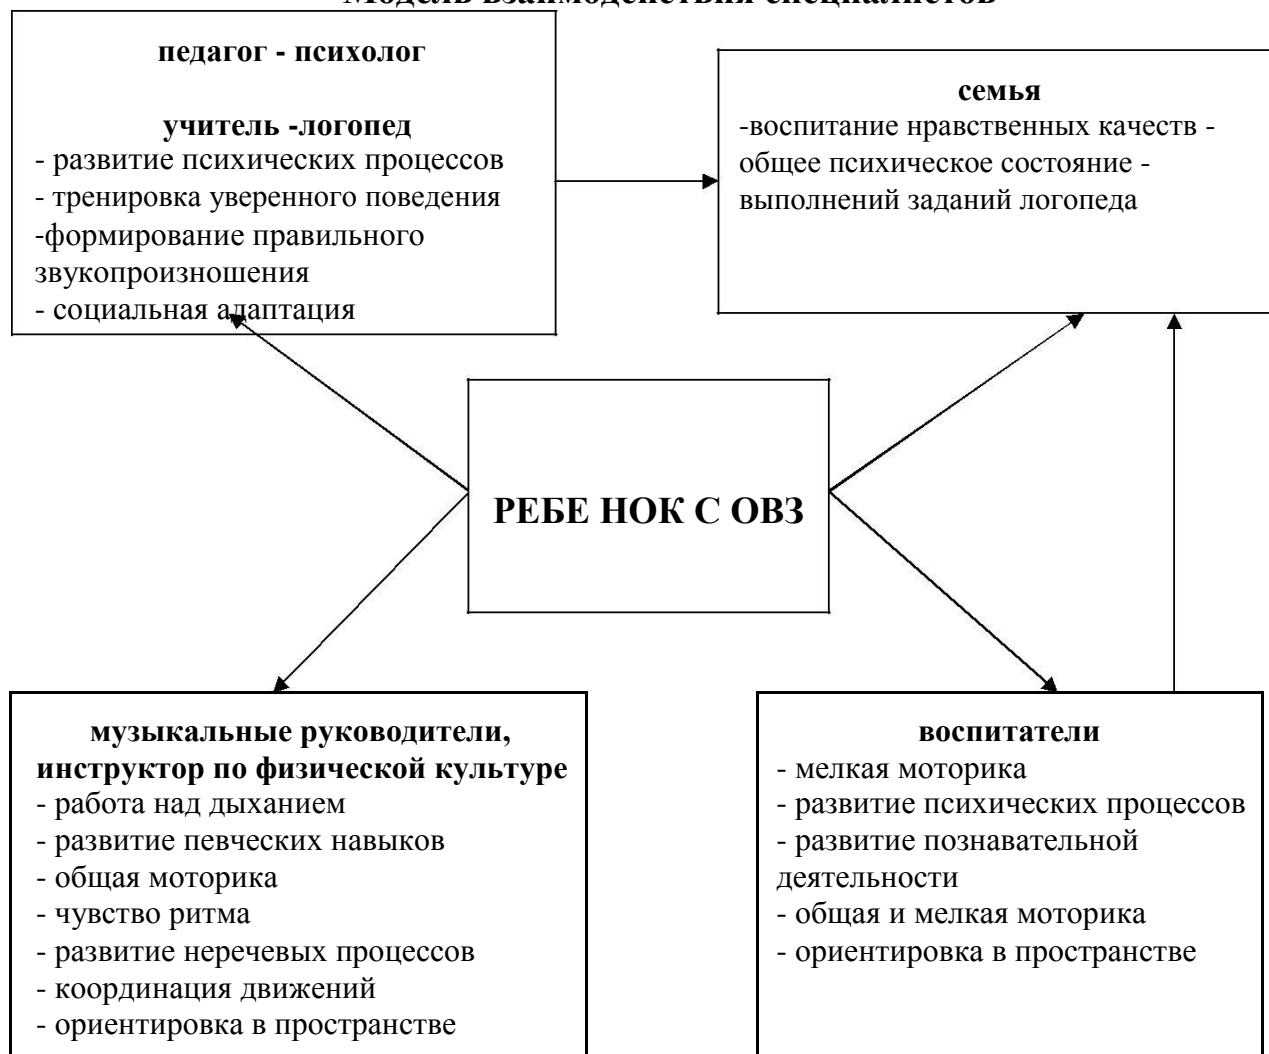 Модель взаимодействия специалистов
педагог - психолог
учитель -логопед
- развитие психических процессов
- тренировка уверенного поведения
-формирование правильного
звукопроизношения
- социальная адаптация
семья
-воспитание нравственных качеств -
общее психическое состояние -
выполнений заданий логопеда
РЕБЕ НОК С ОВЗ
музыкальные руководители,
инструктор по физической культуре
- работа над дыханием
- развитие певческих навыков
- общая моторика
- чувство ритма
- развитие неречевых процессов
- координация движений
- ориентировка в пространстве
воспитатели
- мелкая моторика
- развитие психических процессов
- развитие познавательной
деятельности
- общая и мелкая моторика
- ориентировка в пространстве